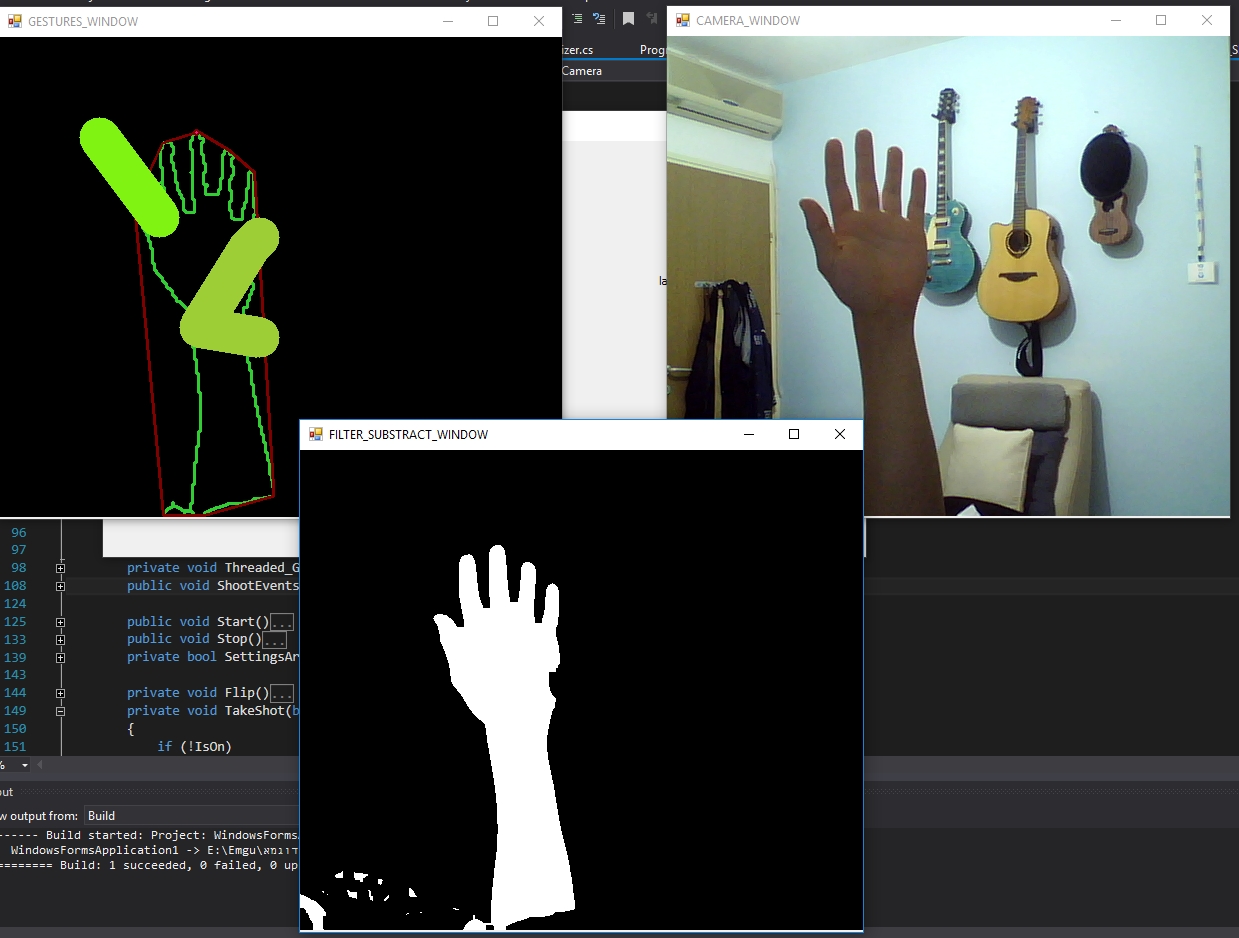 GESTURES_WINDOW
izer.cs
Prog
Camera
CAMERA_WINDOW
la
FILTER_SUBSTRACT_WINDOW
96
97
98 private void Threaded_G
108 public void ShootEvents
124
125 public void Start()...
133 public void Stop()...
139 private bool SettingsAr
143
144 private void Flip()...
149 private void TakeShot(b
150 {
151 if (!IsOn)
%
out
w output from: Build
------ Build started: Project: WindowsForms
WindowsFormsApplication1 -> E:\Emgu\דוגמא
======== Build: 1 succeeded, 0 failed, 0 up